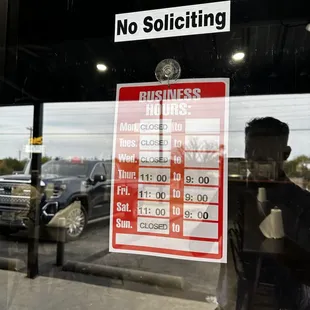 No Soliciting
BUSINESS
HOURS:
Mon. CLOSED to
Tues. CLOSED to
Wed. CLOSED to
Thur. 11:00 to 9:00
Fri. 11:00 to 9:00
Sat. 11:00 to 9:00
Sun. CLOSED to